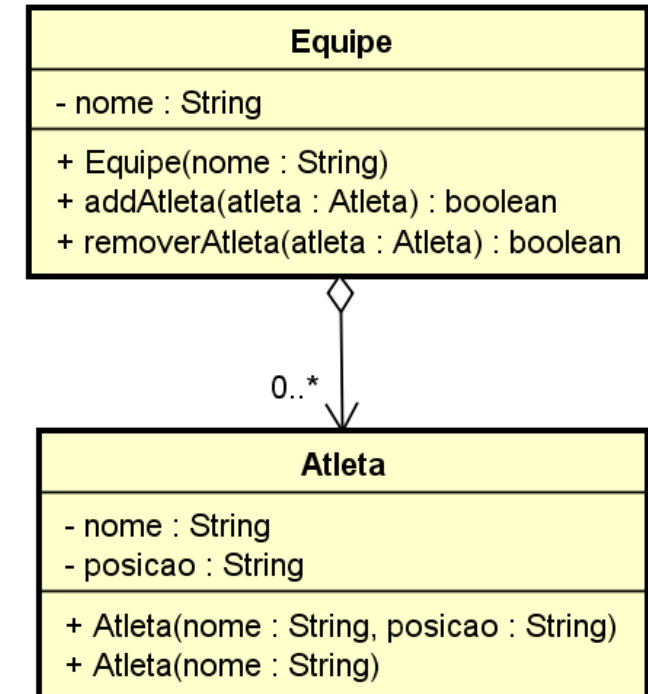 Equipe
- nome : String
+ Equipe(nome : String)
+ addAtleta(atleta : Atleta) : boolean
+ removerAtleta(atleta : Atleta) : boolean
0..*
Atleta
- nome : String
- posicao : String
+ Atleta(nome : String, posicao : String)
+ Atleta(nome : String)